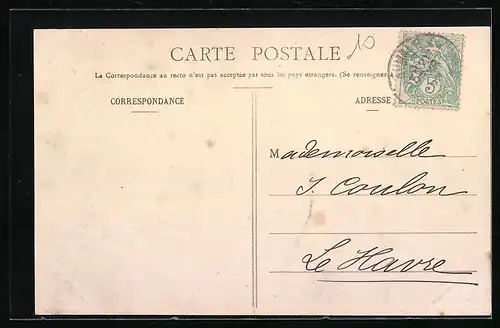 CARTE POSTALE
10
La Correspondance au recto n'est pas acceptée par tous les pays étrangers. (Se renseigner
CORRESPONDANCE
ADRESSE
5
POSTES
Mademoiselle
J. Coulon
Le Havre